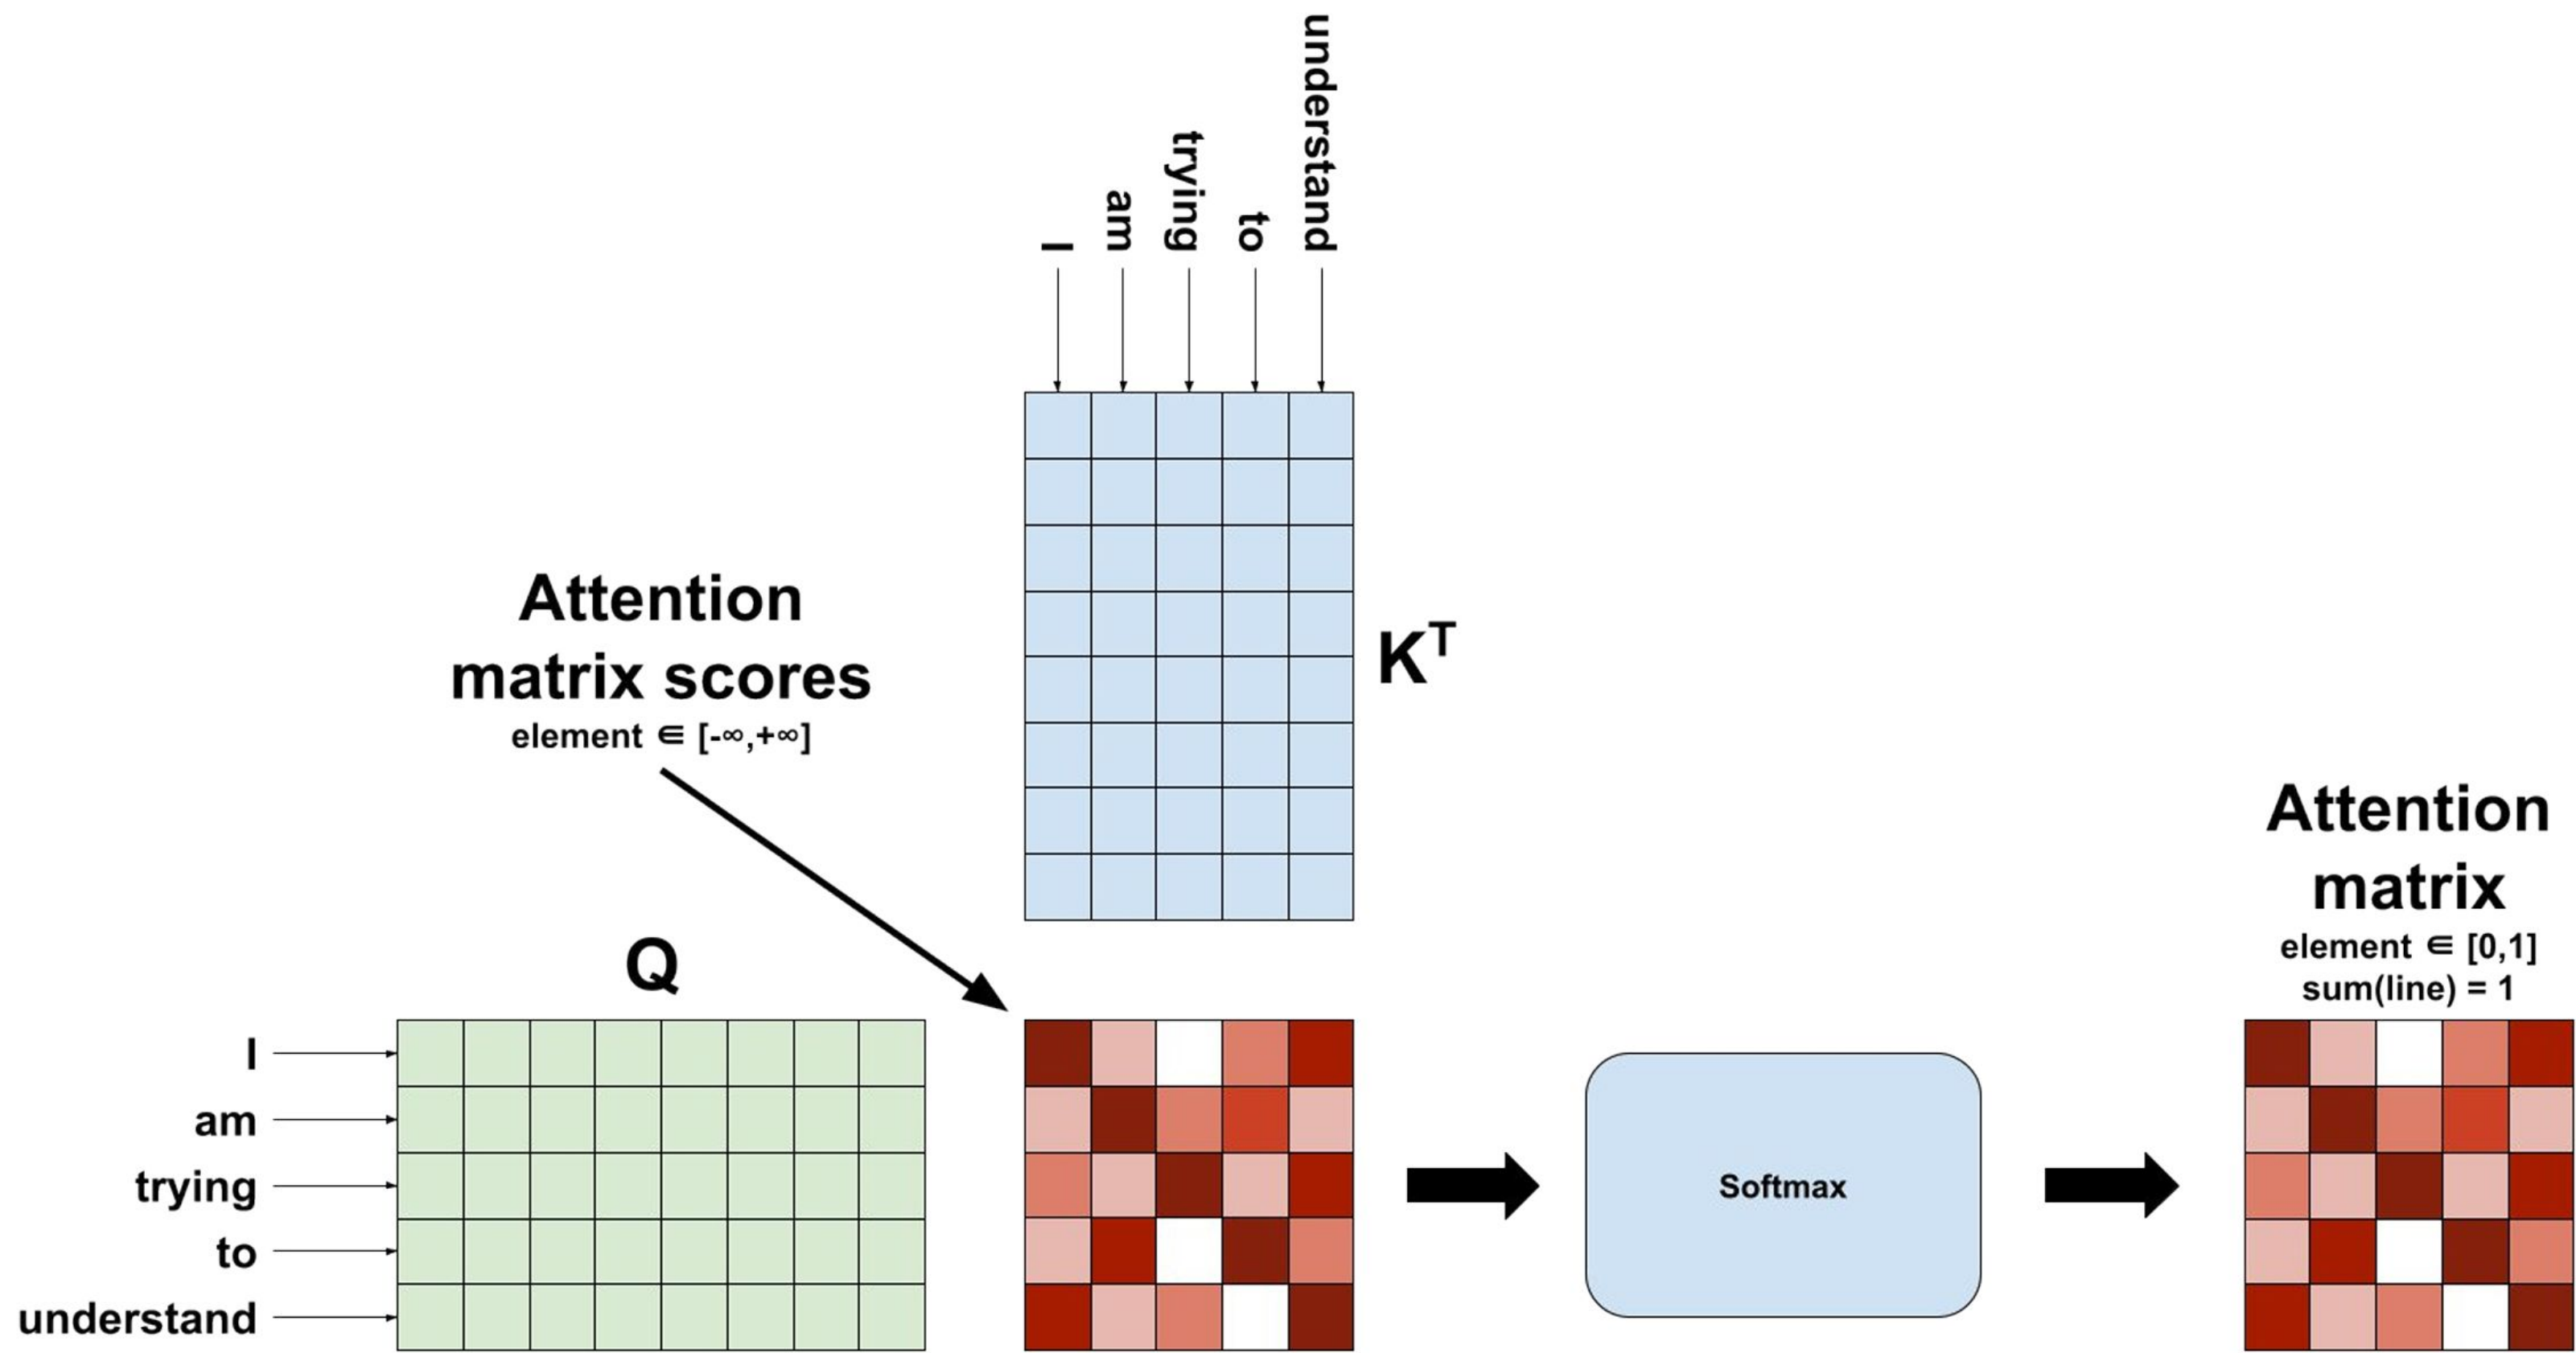 understand
trying
am
to
I
Attention
matrix scores
element ∈ [-∞,+∞]
K^T
Attention
matrix
element ∈ [0,1]
sum(line) = 1
Q
I
am
trying
to
understand
Softmax